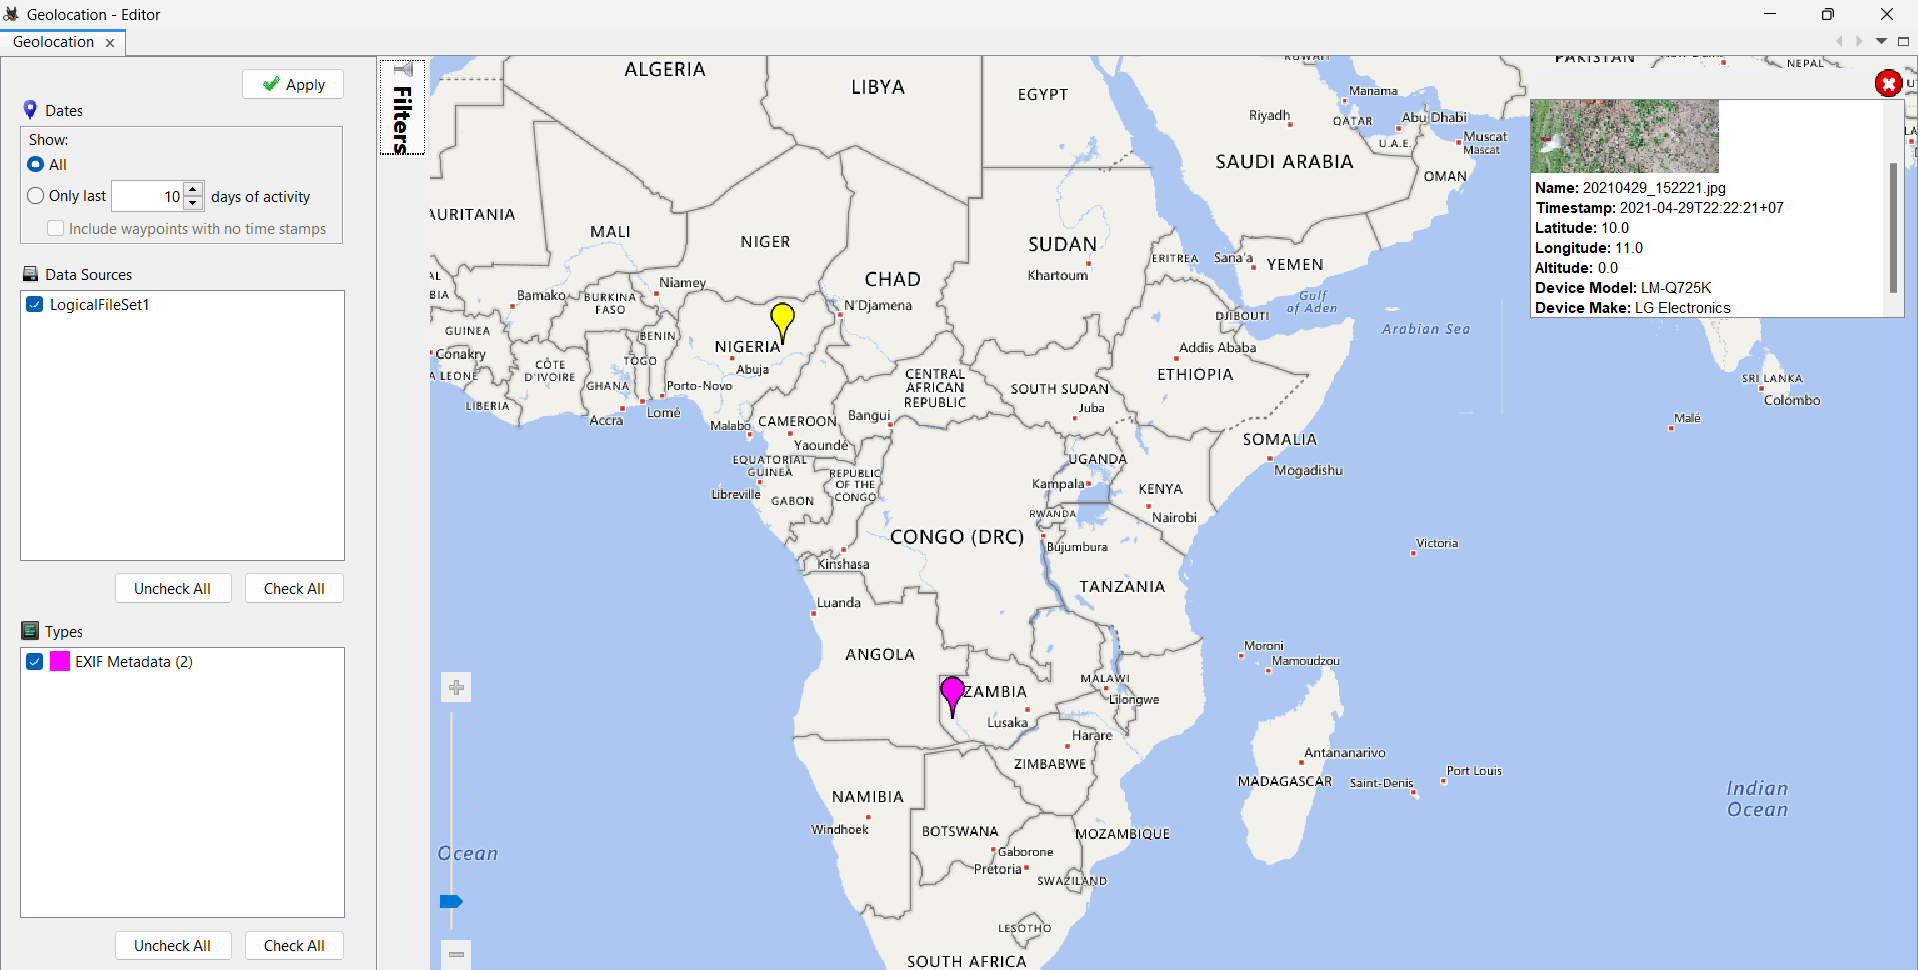 Geolocation - Editor
Geolocation
Apply
Dates
Show:
All
Only last 10 days of activity
Include waypoints with no time stamps
Data Sources
LogicalFileSet1
Uncheck All Check All
Types
EXIF Metadata (2)
Uncheck All Check All
Filters
ALGERIA
LIBYA
EGYPT
Riyadh
Manama
QATAR
Abu Dhabi
U.A.E.
Muscat
Mascat
SAUDI ARABIA
OMAN
PAKISTAN
NEPAL
AURITANIA
MALI
NIGER
CHAD
SUDAN
Khartoum
ERITREA
Sana'a
YEMEN
Gulf
of Aden
DJIBOUTI
Arabian Sea
Niamey
Bamako
BURKINA
FASO
N'Djamena
BENIN
NIGERIA
Abuja
GUINEA
Conakry
A LEONE
LIBERIA
CÔTE
D'IVOIRE
GHANA
TOGO
Porto-Novo
Lomé
Accra
Addis Ababa
ETHIOPIA
CENTRAL
AFRICAN
REPUBLIC
SOUTH SUDAN
Juba
Bangui
CAMEROON
Malabo
Yaoundé
EQUATORIAL
GUINEA
Libreville
GABON
REPUBLIC
OF THE
CONGO
UGANDA
Kampala
KENYA
Nairobi
SOMALIA
Mogadishu
RWANDA
Bujumbura
CONGO (DRC)
Kinshasa
TANZANIA
Luanda
ANGOLA
ZAMBIA
Lusaka
MALAWI
Lilongwe
Harare
ZIMBABWE
Moroni
Mamoudzou
Victoria
Malé
SRI LANKA
Colombo
Antananarivo
MADAGASCAR
Saint-Denis
Port Louis
Indian
Ocean
NAMIBIA
Windhoek
BOTSWANA
Gaborone
Pretoria
MOZAMBIQUE
SWAZILAND
LESOTHO
SOUTH AFRICA
Ocean
Name: 20210429_152221.jpg
Timestamp: 2021-04-29T22:22:21+07
Latitude: 10.0
Longitude: 11.0
Altitude: 0.0
Device Model: LM-Q725K
Device Make: LG Electronics